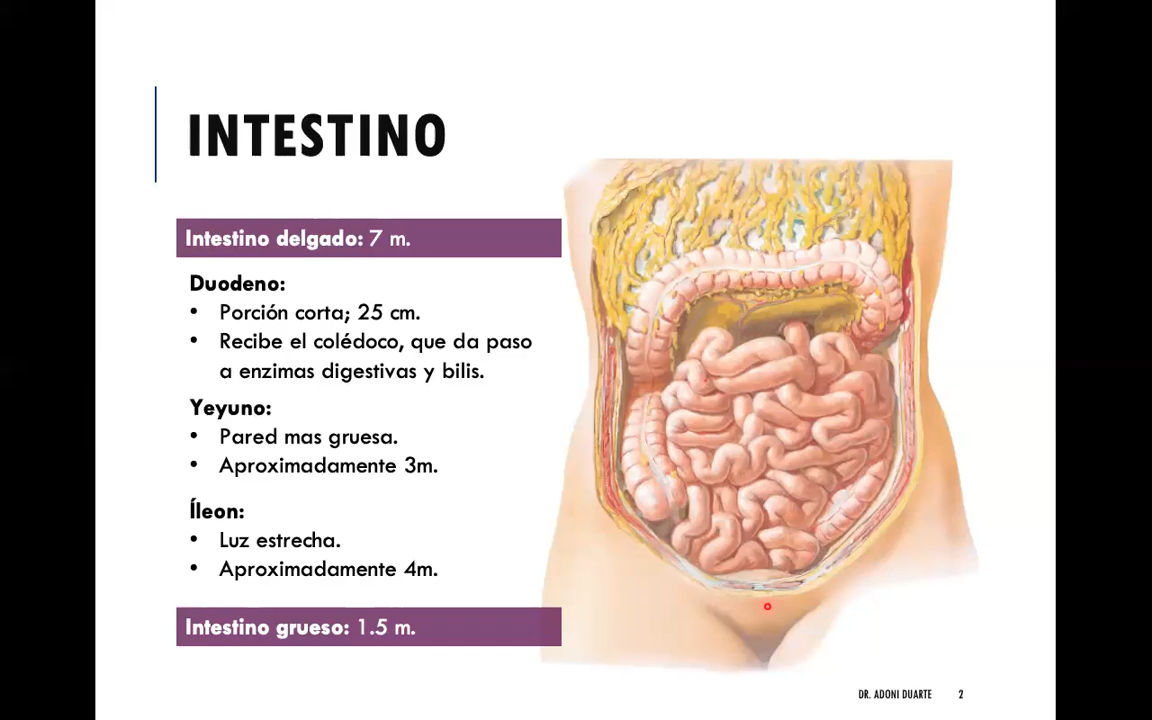 INTESTINO
Intestino delgado: 7 m.
Duodeno:
• Porción corta; 25 cm.
• Recibe el colédoco, que da paso
a enzimas digestivas y bilis.
Yeyuno:
• Pared mas gruesa.
• Aproximadamente 3m.
Íleon:
• Luz estrecha.
• Aproximadamente 4m.
Intestino grueso: 1.5 m.
DR. ADONI DUARTE 2